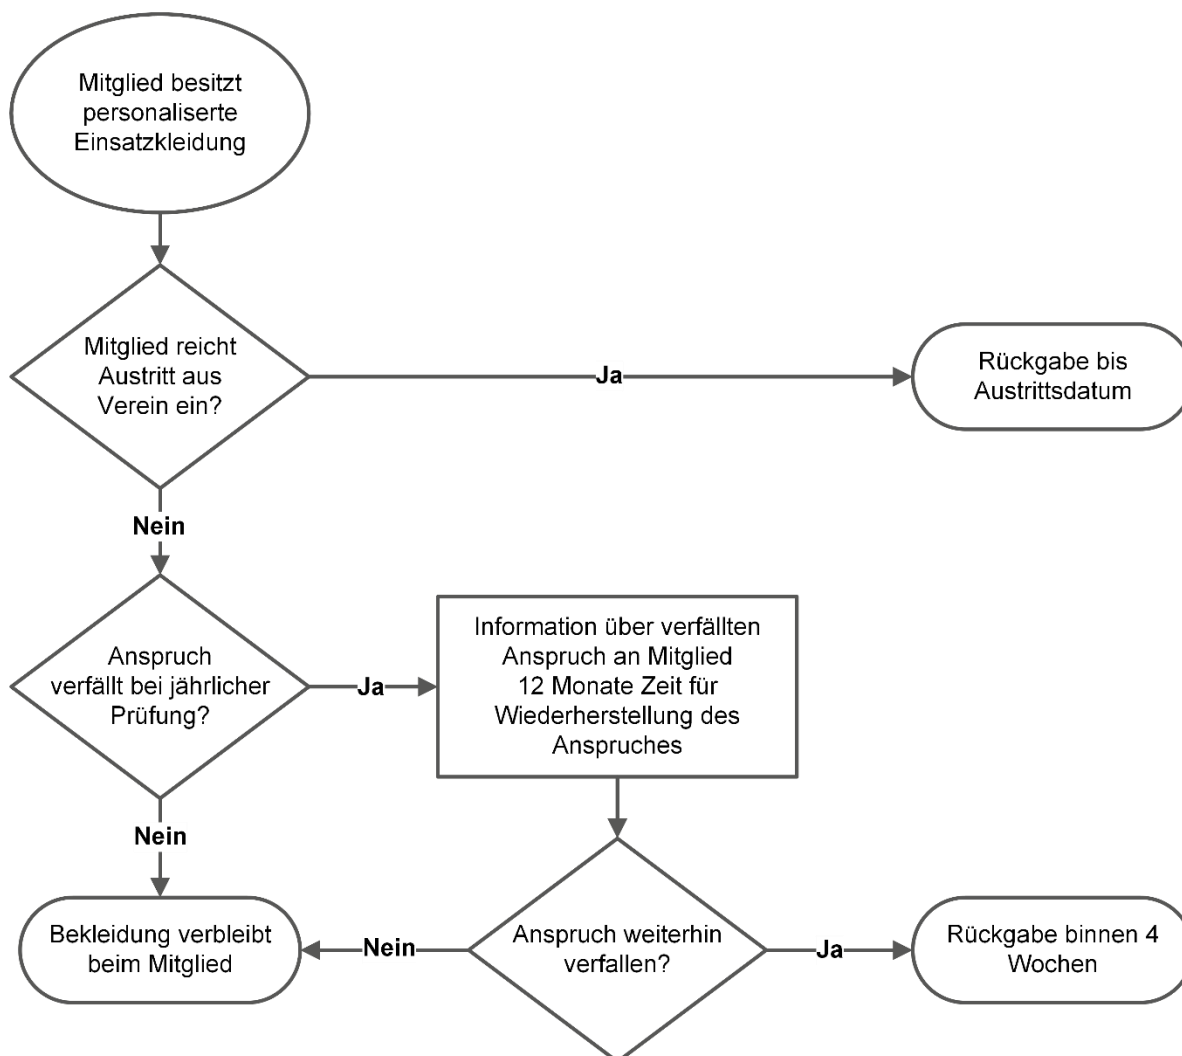 Mitglied besitzt
personaliserte
Einsatzkleidung
Mitglied reicht
Austritt aus
Verein ein?
Ja
Rückgabe bis
Austrittsdatum
Nein
Anspruch
verfällt bei jährlicher
Prüfung?
Ja
Information über verfällten
Anspruch an Mitglied
12 Monate Zeit für
Wiederherstellung des
Anspruches
Nein
Bekleidung verbleibt
beim Mitglied
Nein
Anspruch weiterhin
verfallen?
Ja
Rückgabe binnen 4
Wochen